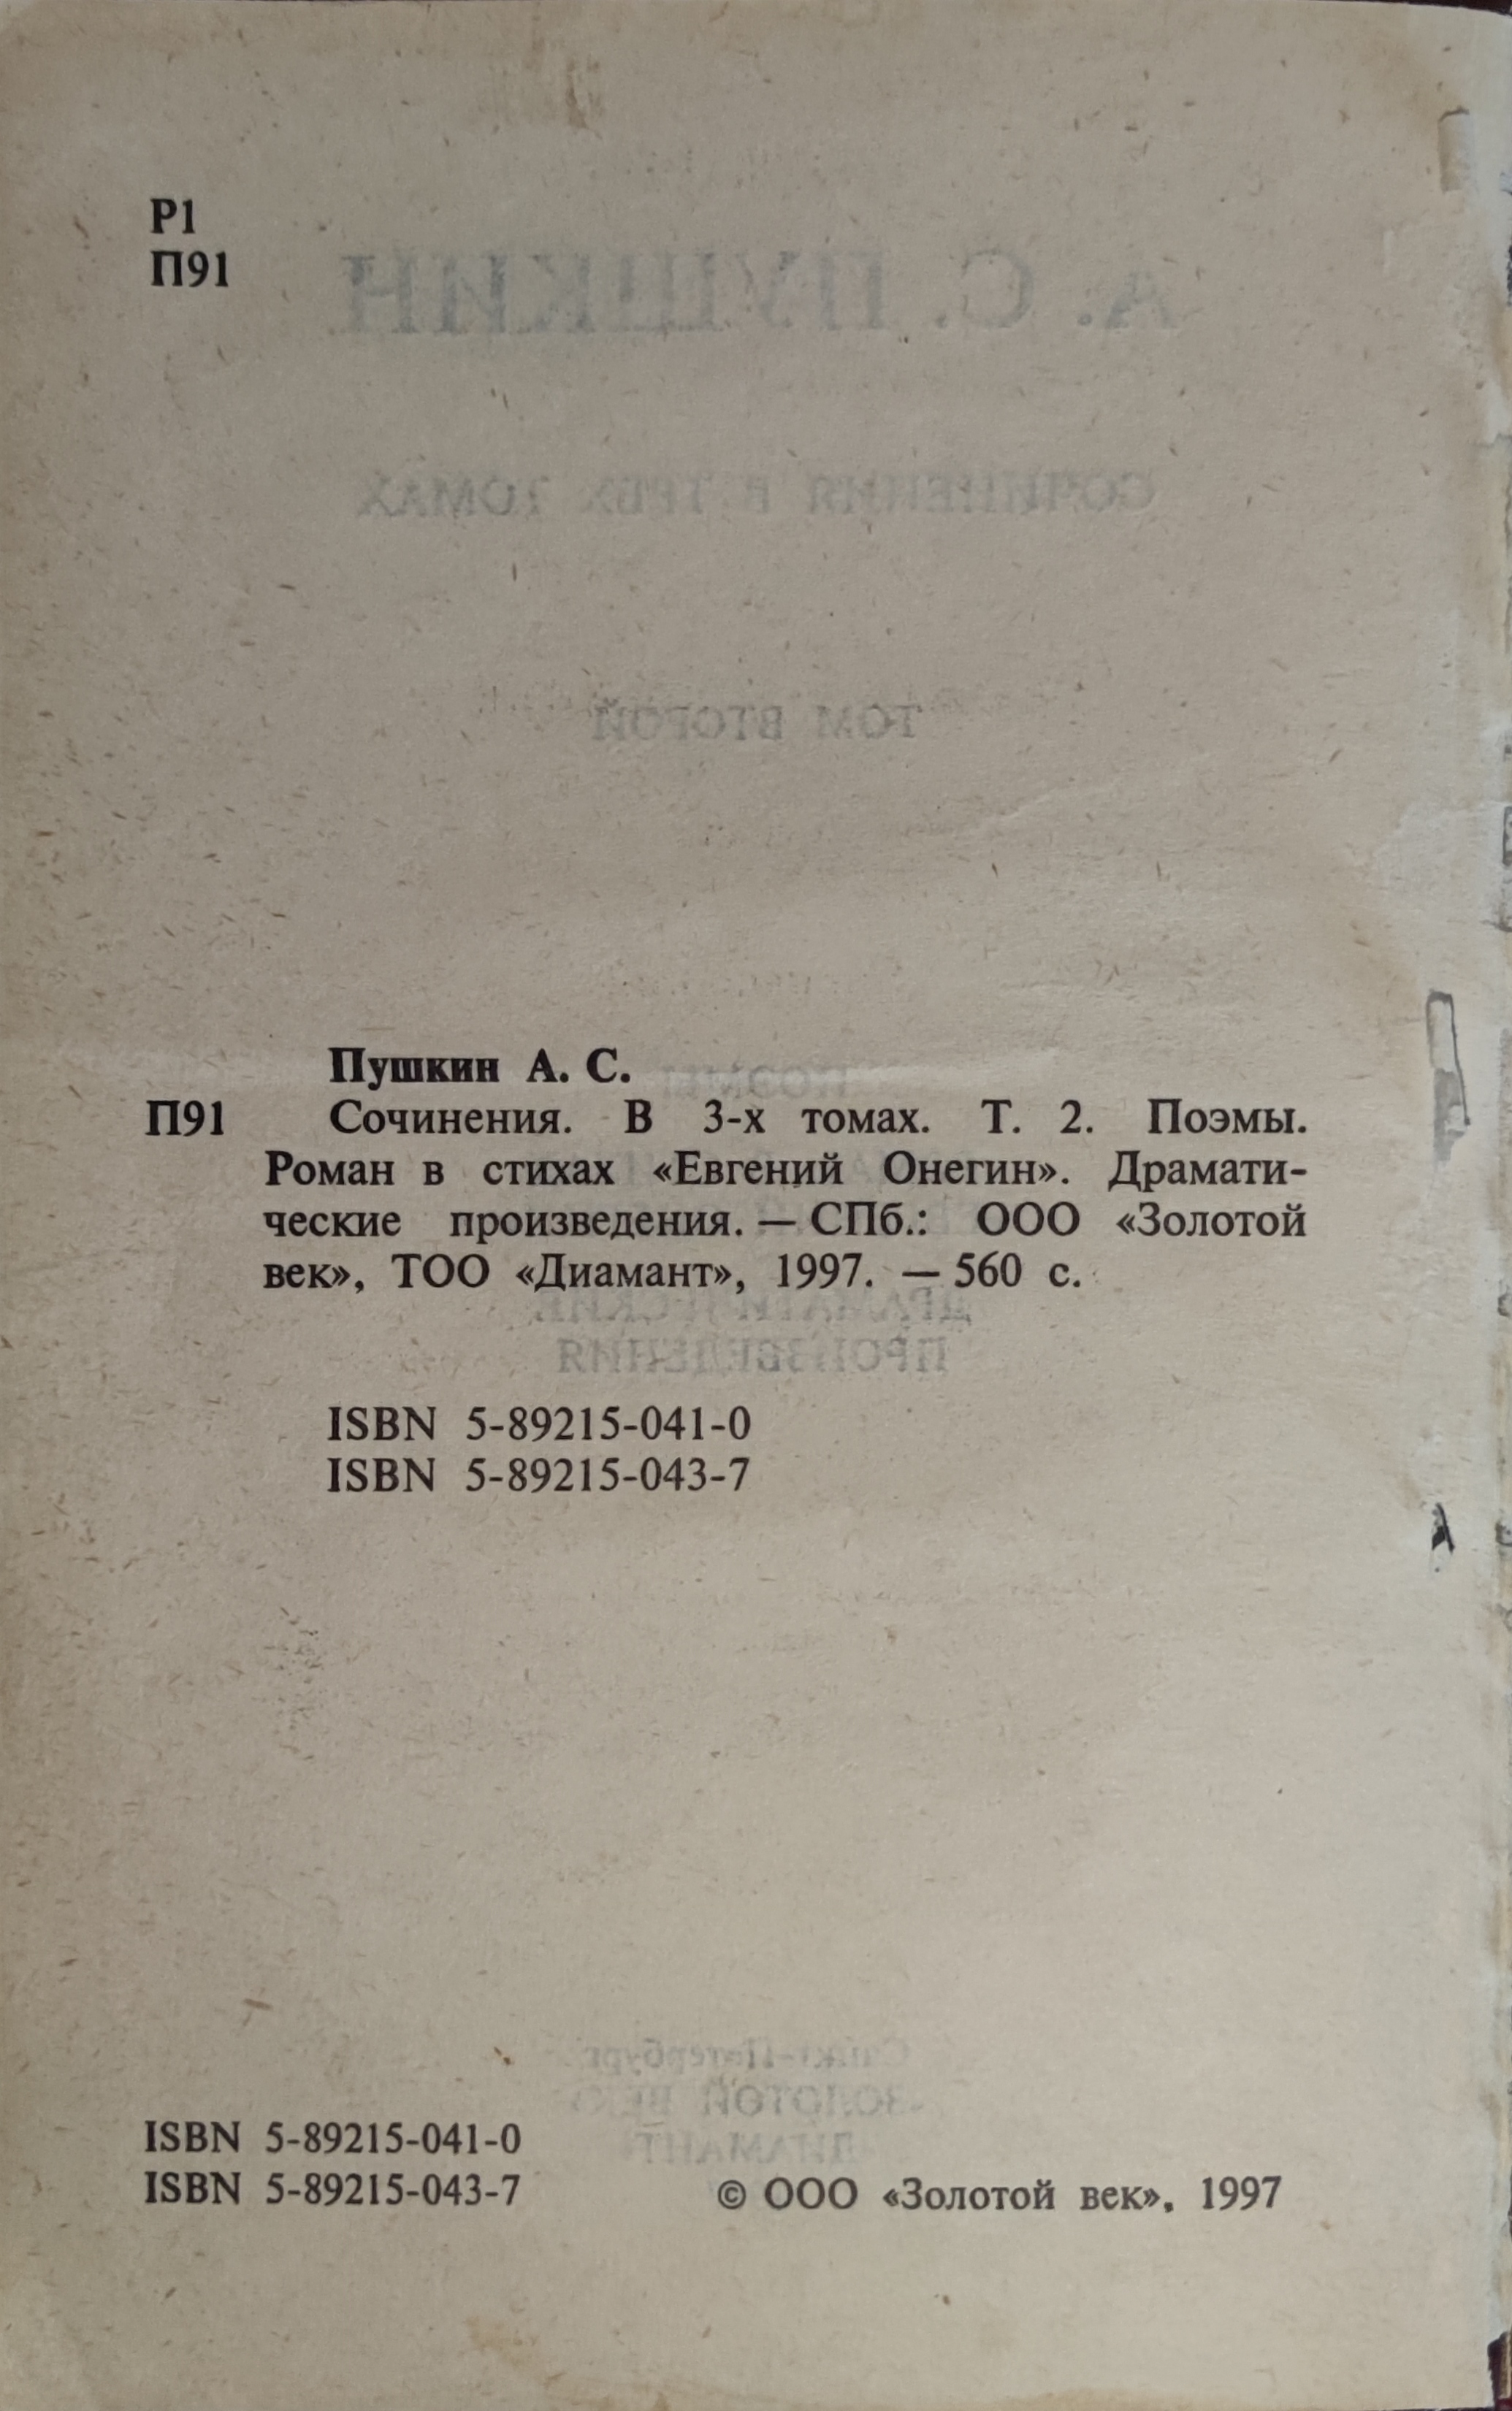 Р1
П91
Пушкин А. С.
П91 Сочинения. В 3-х томах. Т. 2. Поэмы.
Роман в стихах «Евгений Онегин». Драмати-
ческие произведения. — СПб.: ООО «Золотой
век», ТОО «Диамант», 1997. — 560 с.
ISBN 5-89215-041-0
ISBN 5-89215-043-7
ISBN 5-89215-041-0
ISBN 5-89215-043-7
© ООО «Золотой век», 1997